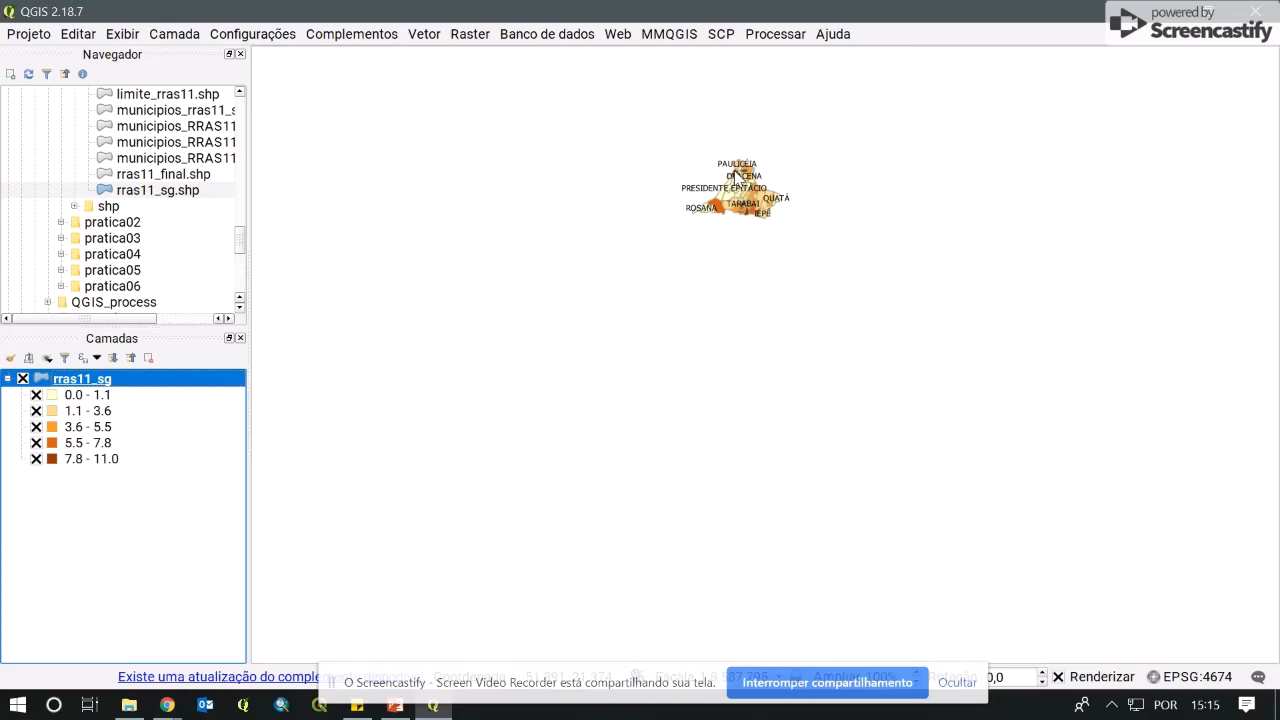 QGIS 2.18.7
powered by
Screencastify
Projeto Editar Exibir Camada Configurações Complementos Vetor Raster Banco de dados Web MMQGIS SCP Processar Ajuda
Navegador
limite_rras11.shp
municipios_rras11_s
municipios_RRAS11
municipios_RRAS11
municipios_RRAS11
rras11_final.shp
rras11_sg.shp
shp
pratica02
pratica03
pratica04
pratica05
pratica06
QGIS_process
Camadas
rras11_sg
0.0 - 1.1
1.1 - 3.6
3.6 - 5.5
5.5 - 7.8
7.8 - 11.0
PAULICÉIA
PRESIDENTE EPITÁCIO
QUATÁ
ROSANA
TARABAI
IEPÊ
Existe uma atualização do comple
O Screencastify - Screen Video Recorder está compartilhando sua tela.
Interromper compartilhamento
Ocultar
0,0
Renderizar
EPSG:4674
POR
15:15